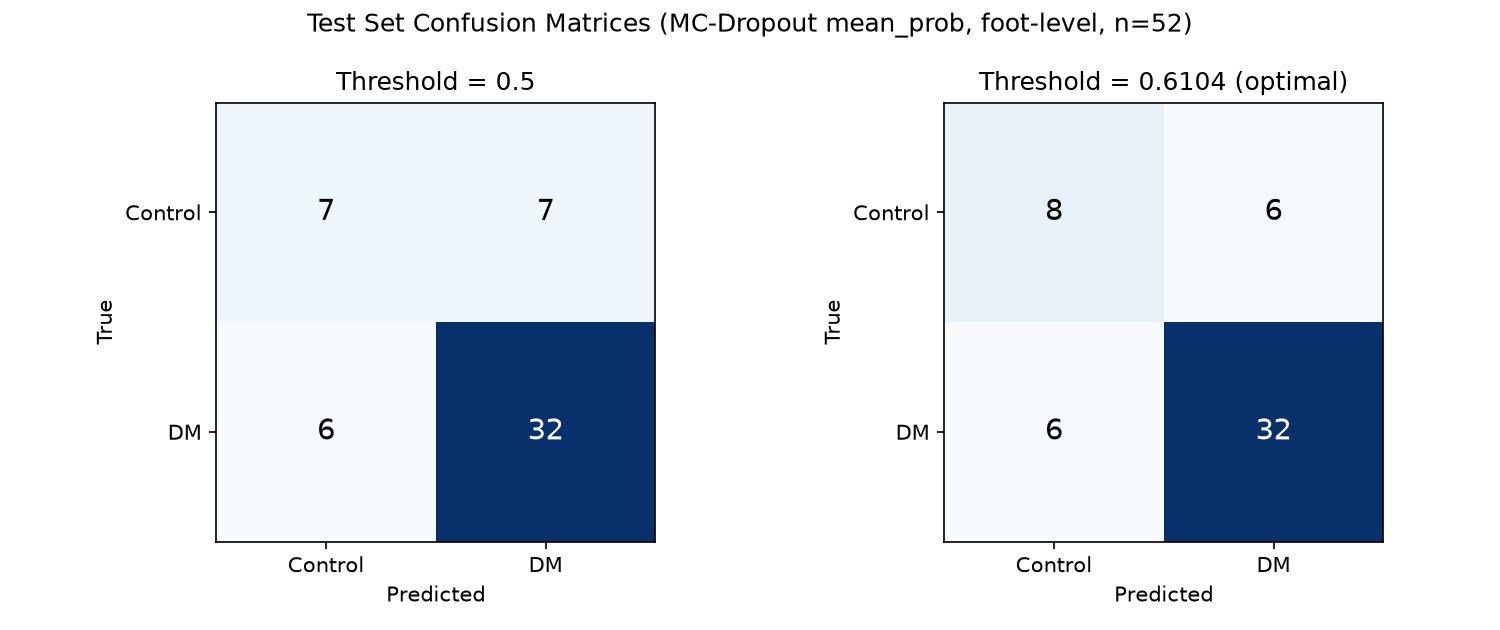 Test Set Confusion Matrices (MC-Dropout mean_prob, foot-level, n=52)
Threshold = 0.5
Control
7
7
True
DM
6
32
Control
DM
Predicted
Threshold = 0.6104 (optimal)
Control
8
6
True
DM
6
32
Control
DM
Predicted